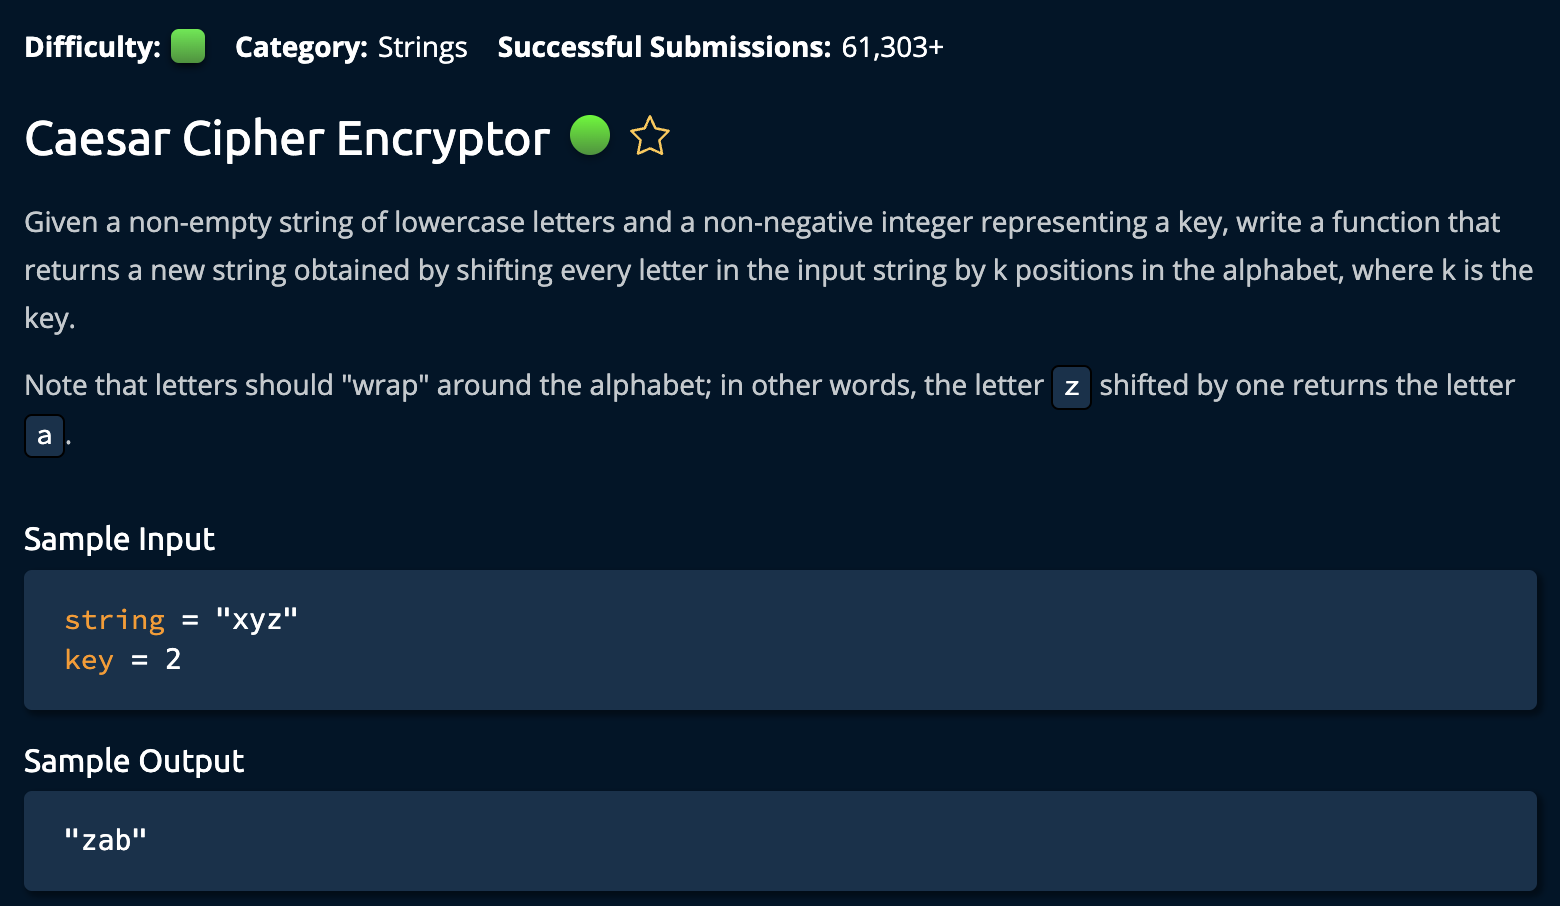 Difficulty: Category: Strings Successful Submissions: 61,303+
Caesar Cipher Encryptor
Given a non-empty string of lowercase letters and a non-negative integer representing a key, write a function that
returns a new string obtained by shifting every letter in the input string by k positions in the alphabet, where k is the
key.
Note that letters should "wrap" around the alphabet; in other words, the letter z shifted by one returns the letter
a.
Sample Input
string = "xyz"
key = 2
Sample Output
"zab"